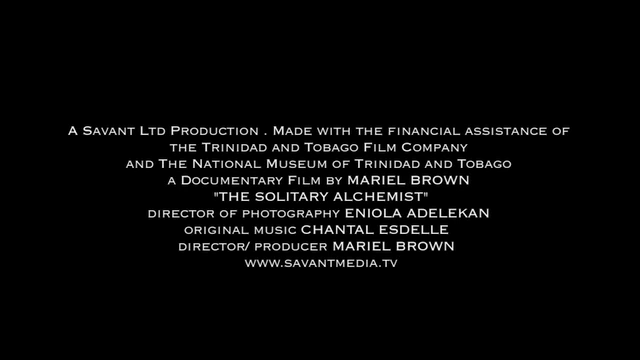 A Savant Ltd Production . Made with the financial assistance of
the Trinidad and Tobago Film Company
and The National Museum of Trinidad and Tobago
a Documentary Film by MARIEL BROWN
"THE SOLITARY ALCHEMIST"
director of photography ENIOLA ADELEKAN
original music CHANTAL ESDELLE
director/ producer MARIEL BROWN
www.savantmedia.tv